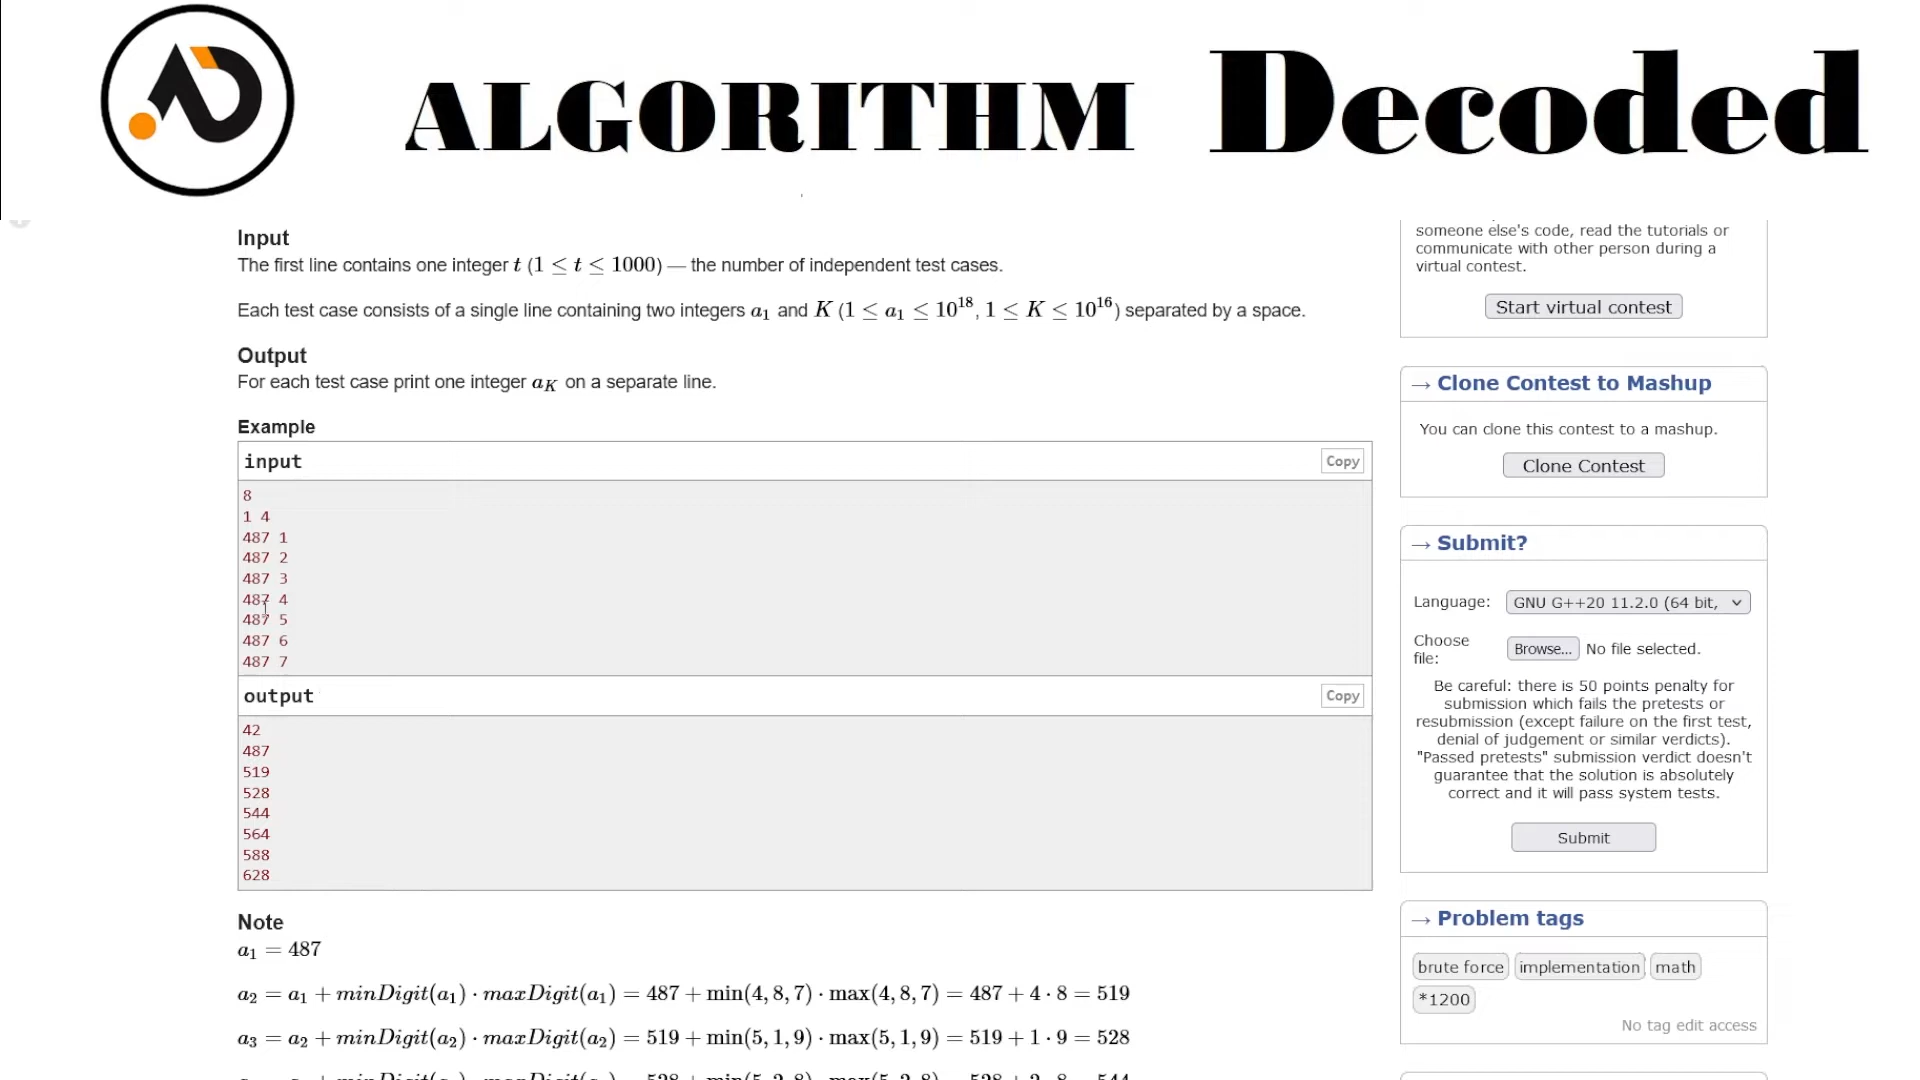 ALGORITHM Decoded
Input
The first line contains one integer t (1 ≤ t ≤ 1000) — the number of independent test cases.
Each test case consists of a single line containing two integers a₁ and K (1 ≤ a₁ ≤ 10¹⁸, 1 ≤ K ≤ 10¹⁶) separated by a space.
Output
For each test case print one integer a_K on a separate line.
Example
input
Copy
8
1 4
487 1
487 2
487 3
487 4
487 5
487 6
487 7
output
Copy
42
487
519
528
544
564
588
628
Note
a₁ = 487
a₂ = a₁ + minDigit(a₁) · maxDigit(a₁) = 487 + min(4, 8, 7) · max(4, 8, 7) = 487 + 4 · 8 = 519
a₃ = a₂ + minDigit(a₂) · maxDigit(a₂) = 519 + min(5, 1, 9) · max(5, 1, 9) = 519 + 1 · 9 = 528
someone else's code, read the tutorials or
communicate with other person during a
virtual contest.
Start virtual contest
→ Clone Contest to Mashup
You can clone this contest to a mashup.
Clone Contest
→ Submit?
Language: GNU G++20 11.2.0 (64 bit,
Choose
file: Browse... No file selected.
Be careful: there is 50 points penalty for
submission which fails the pretests or
resubmission (except failure on the first test,
denial of judgement or similar verdicts).
"Passed pretests" submission verdict doesn't
guarantee that the solution is absolutely
correct and it will pass system tests.
Submit
→ Problem tags
brute force implementation math
*1200
No tag edit access